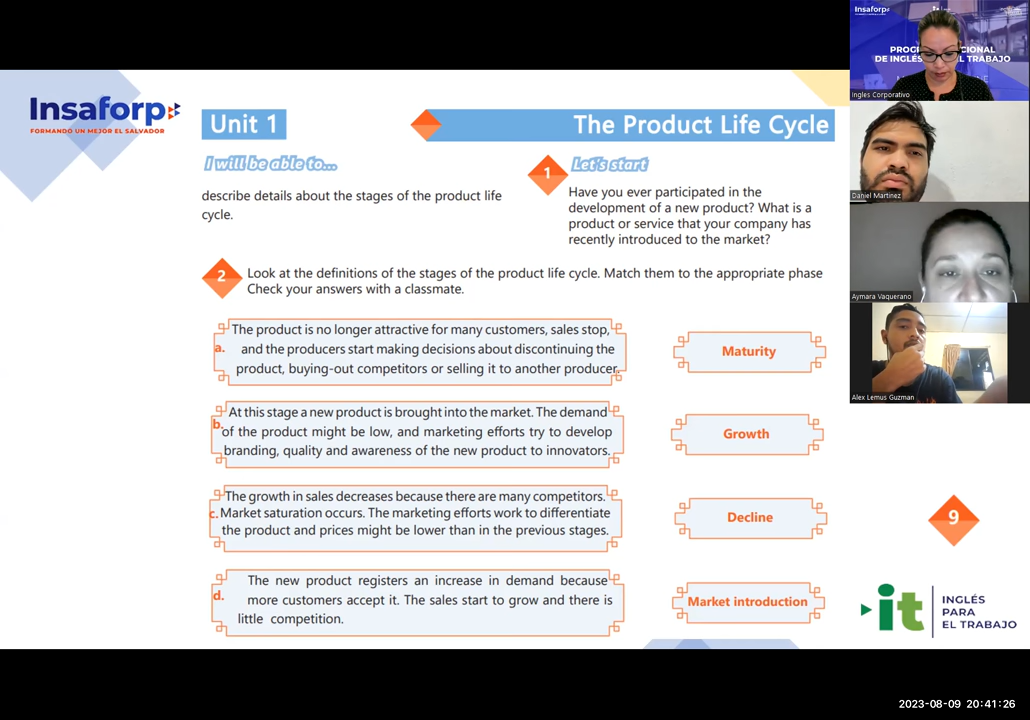 Insaforp
FORMANDO UN MEJOR EL SALVADOR
Unit 1
The Product Life Cycle
I will be able to...
describe details about the stages of the product life
cycle.
1
Let's start
Have you ever participated in the
development of a new product? What is a
product or service that your company has
recently introduced to the market?
2
Look at the definitions of the stages of the product life cycle. Match them to the appropriate phase
Check your answers with a classmate.
a.
The product is no longer attractive for many customers, sales stop,
and the producers start making decisions about discontinuing the
product, buying-out competitors or selling it to another producer.
Maturity
b.
At this stage a new product is brought into the market. The demand
of the product might be low, and marketing efforts try to develop
branding, quality and awareness of the new product to innovators.
Growth
c.
The growth in sales decreases because there are many competitors.
Market saturation occurs. The marketing efforts work to differentiate
the product and prices might be lower than in the previous stages.
Decline
d.
The new product registers an increase in demand because
more customers accept it. The sales start to grow and there is
little competition.
Market introduction
9
it
INGLÉS
PARA
EL TRABAJO
Insaforp
PROG CIONAL
DE INGLÉS EL TRABAJO
Ingles Corporativo
Daniel Martinez
Aymara Vaquerano
Alex Lemus Guzman
2023-08-09 20:41:26